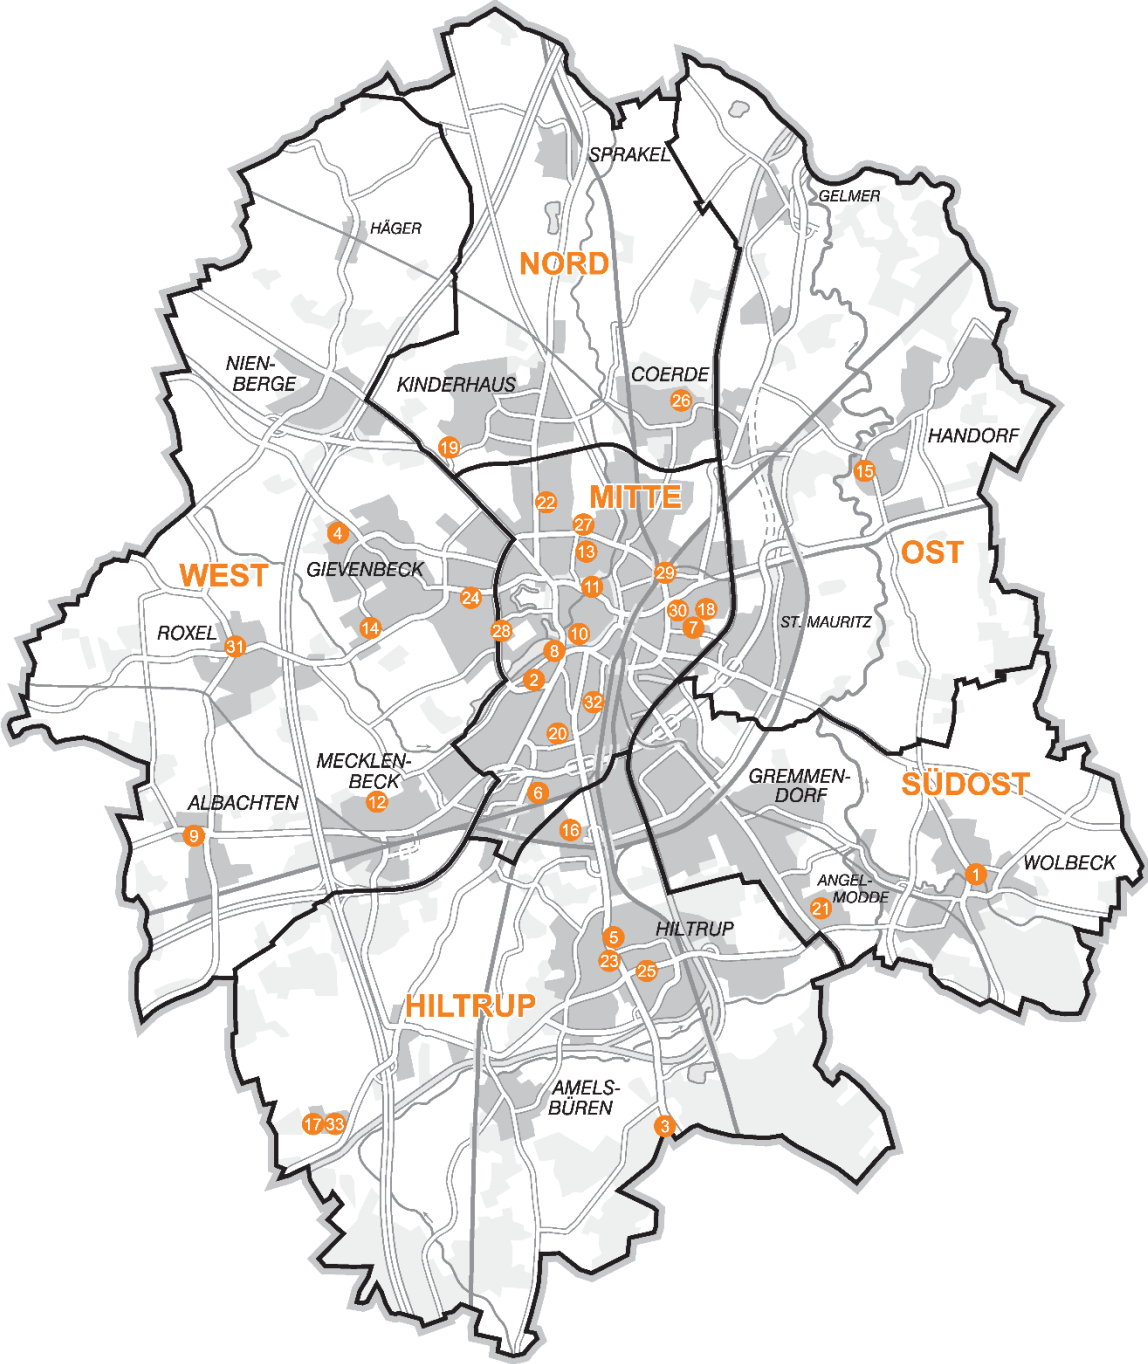 SPRAKEL
GELMER
HÄGER
NORD
NIEN-
BERGE
KINDERHAUS
COERDE
26
HANDORF
19
15
MITTE
22
27
4
13
OST
GIEVENBECK
WEST
29
11
24
30
18
ST. MAURITZ
14
28
10
7
ROXEL
31
8
2
32
20
MECKLEN-
BECK
GREMMEN-
DORF
SÜDOST
6
12
ALBACHTEN
16
9
WOLBECK
1
ANGEL-
MODDE
21
HILTRUP
5
23
25
HILTRUP
AMELS-
BÜREN
17
33
3